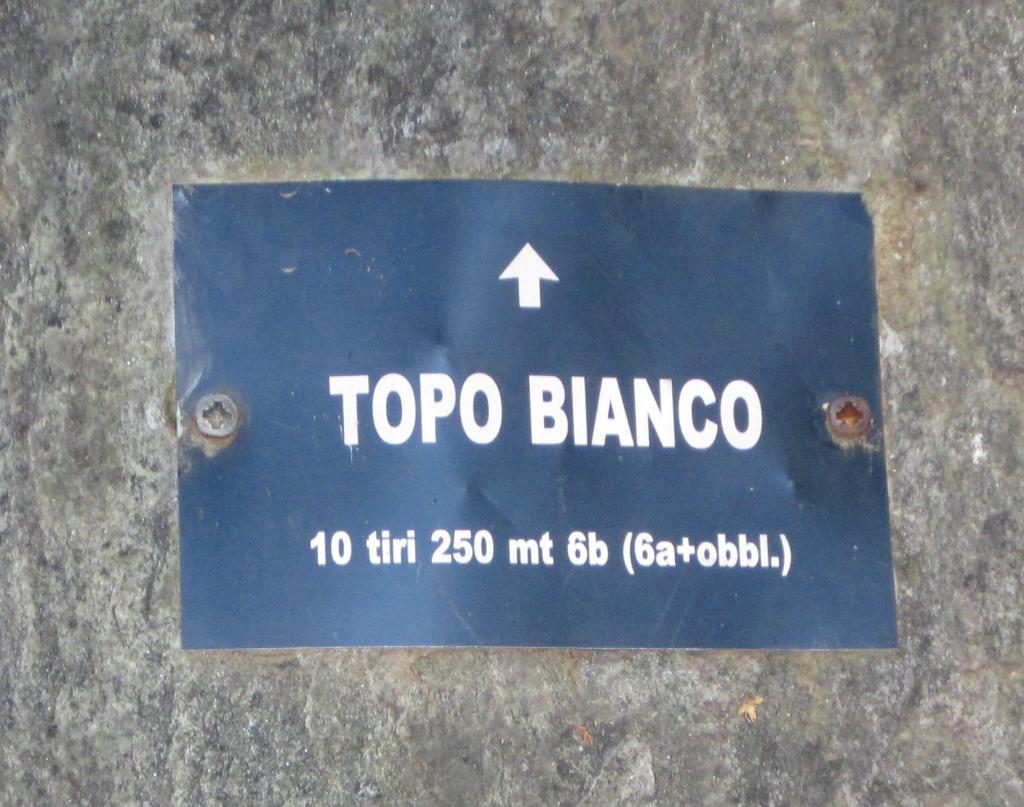 TOPO BIANCO
10 tiri 250 mt 6b (6a+obbl.)